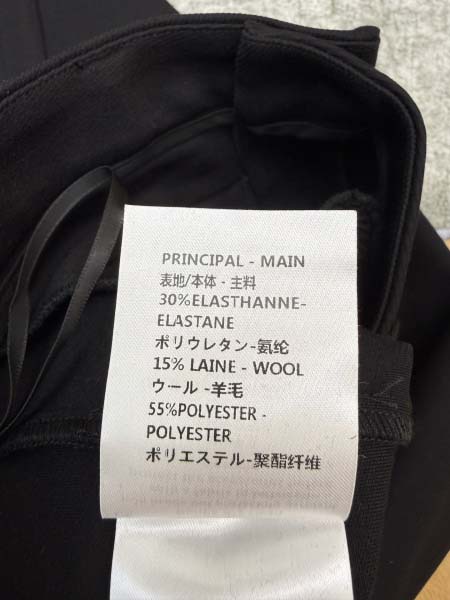 PRINCIPAL - MAIN
表地/本体 - 主料
30%ELASTHANNE-
ELASTANE
ポリウレタン-氨纶
15% LAINE - WOOL
ウール -羊毛
55%POLYESTER -
POLYESTER
ポリエステル-聚酯纤维